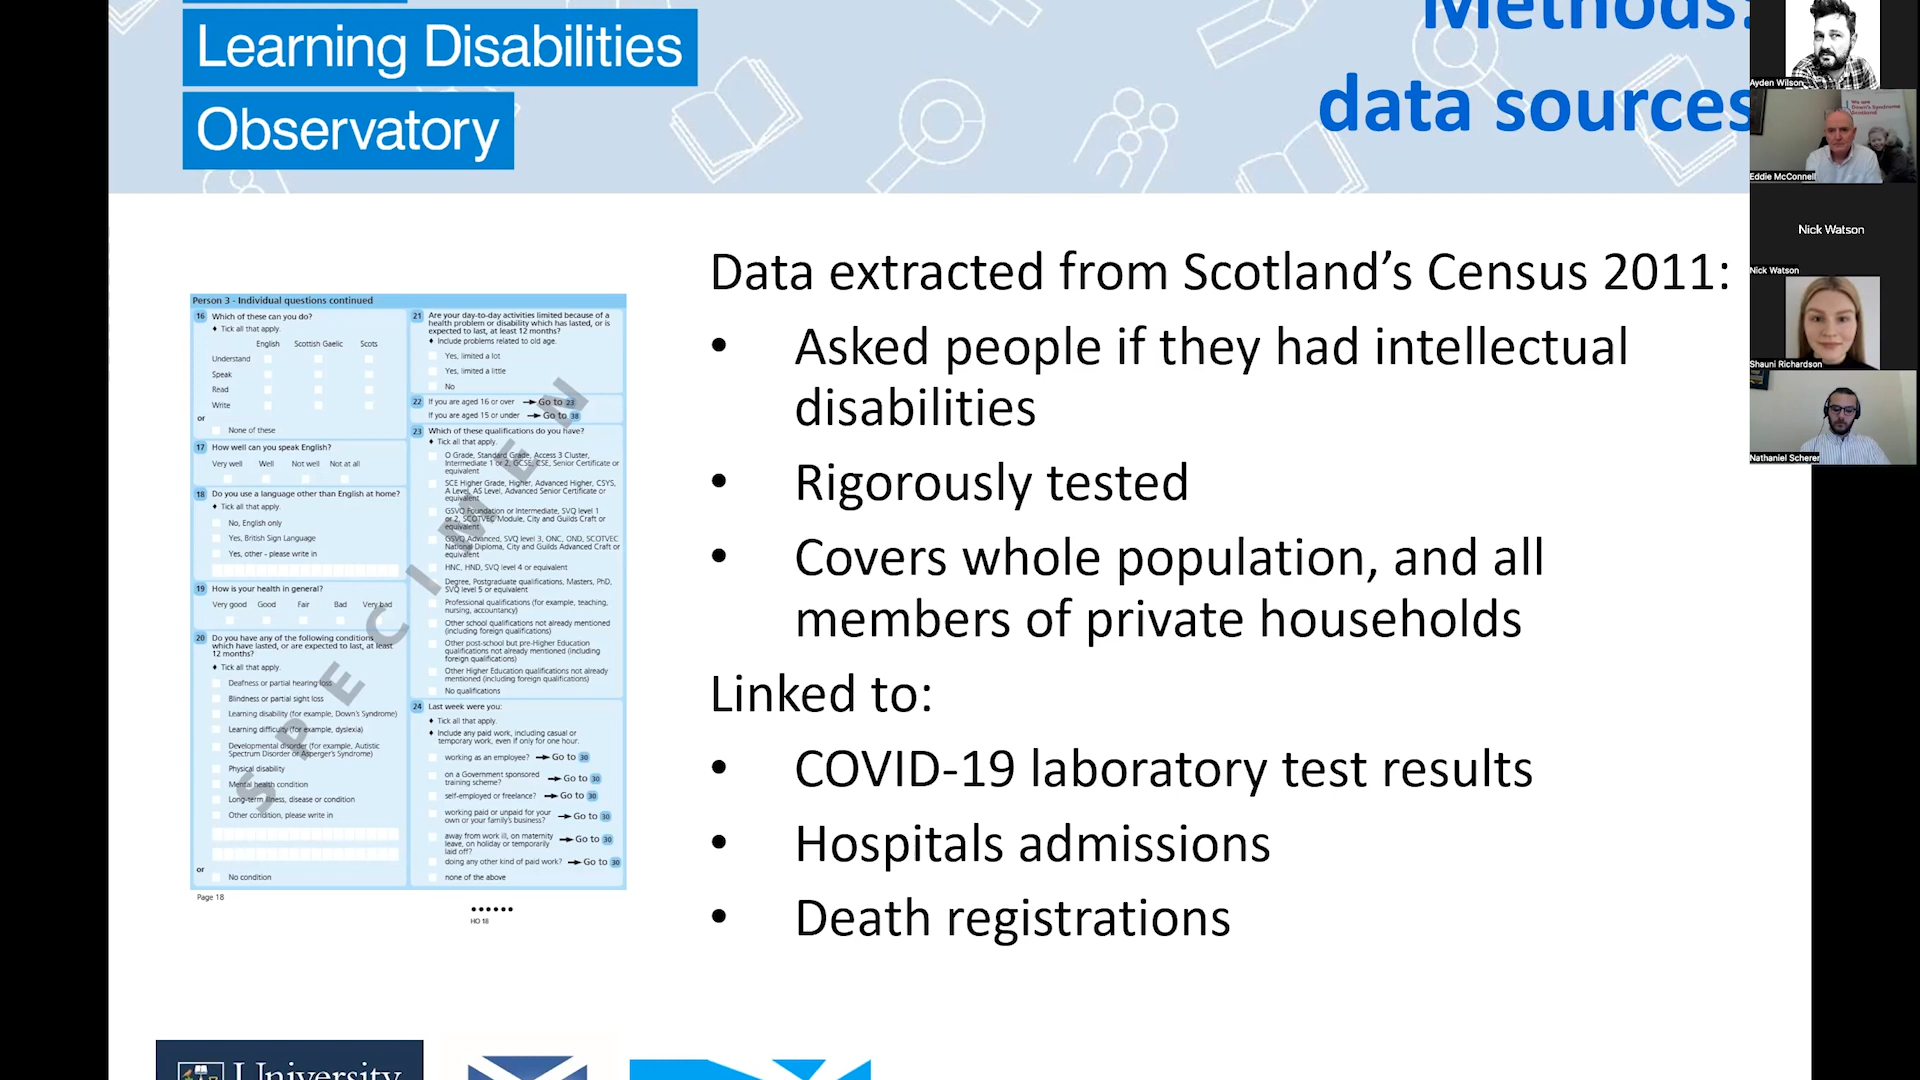 Learning Disabilities
Observatory
Methods:
data sources
Data extracted from Scotland’s Census 2011:
• Asked people if they had intellectual
disabilities
• Rigorously tested
• Covers whole population, and all
members of private households
Linked to:
• COVID-19 laboratory test results
• Hospitals admissions
• Death registrations
Person 3 - Individual questions continued
16 Which of these can you do?
♦ Tick all that apply.
English Scottish Gaelic Scots
Understand
Speak
Read
Write
or
None of these
17 How well can you speak English?
Very well Well Not well Not at all
18 Do you use a language other than English at home?
♦ Tick all that apply.
No, English only
Yes, British Sign Language
Yes, other - please write in
19 How is your health in general?
Very good Good Fair Bad Very bad
20 Do you have any of the following conditions
which have lasted, or are expected to last, at least
12 months?
♦ Tick all that apply.
Deafness or partial hearing loss
Blindness or partial sight loss
Learning disability (for example, Down's Syndrome)
Learning difficulty (for example, dyslexia)
Developmental disorder (for example, Autistic
Spectrum Disorder or Asperger's Syndrome)
Physical disability
Mental health condition
Long-term illness, disease or condition
Other condition, please write in
or
No condition
21 Are your day-to-day activities limited because of a
health problem or disability which has lasted, or is
expected to last, at least 12 months?
♦ Include problems related to old age.
Yes, limited a lot
Yes, limited a little
No
22 If you are aged 16 or over → Go to 23
If you are aged 15 or under → Go to 38
23 Which of these qualifications do you have?
♦ Tick all that apply.
O Grade, Standard Grade, Access 3 Cluster,
Intermediate 1 or 2, GCSE, CSE, Senior Certificate or
equivalent
SCE Higher Grade, Higher, Advanced Higher, CSYS,
A Level, AS Level, Advanced Senior Certificate or
equivalent
GSVQ Foundation or Intermediate, SVQ level 1
or 2, SCOTVEC Module, City and Guilds Craft or
equivalent
GSVQ Advanced, SVQ level 3, ONC, OND, SCOTVEC
National Diploma, City and Guilds Advanced Craft or
equivalent
HNC, HND, SVQ level 4 or equivalent
Degree, Postgraduate qualifications, Masters, PhD,
SVQ level 5 or equivalent
Professional qualifications (for example, teaching,
nursing, accountancy)
Other school qualifications not already mentioned
(including foreign qualifications)
Other post-school but pre-Higher Education
qualifications not already mentioned (including
foreign qualifications)
Other Higher Education qualifications not already
mentioned (including foreign qualifications)
No qualifications
24 Last week were you:
♦ Tick all that apply.
♦ Include any paid work, including casual or
temporary work, even if only for one hour.
working as an employee? → Go to 30
on a Government sponsored
training scheme? → Go to 30
self-employed or freelance? → Go to 30
working paid or unpaid for your
own or your family's business? → Go to 30
away from work ill, on maternity
leave, on holiday or temporarily
laid off? → Go to 30
doing any other kind of paid work? → Go to 30
none of the above
SPECIMEN
Page 18
HO 18
University
Ayden Wilson
We are
Down's Syndrome
Scotland
Eddie McConnell
Nick Watson
Nick Watson
Shauni Richardson
Nathaniel Scherer